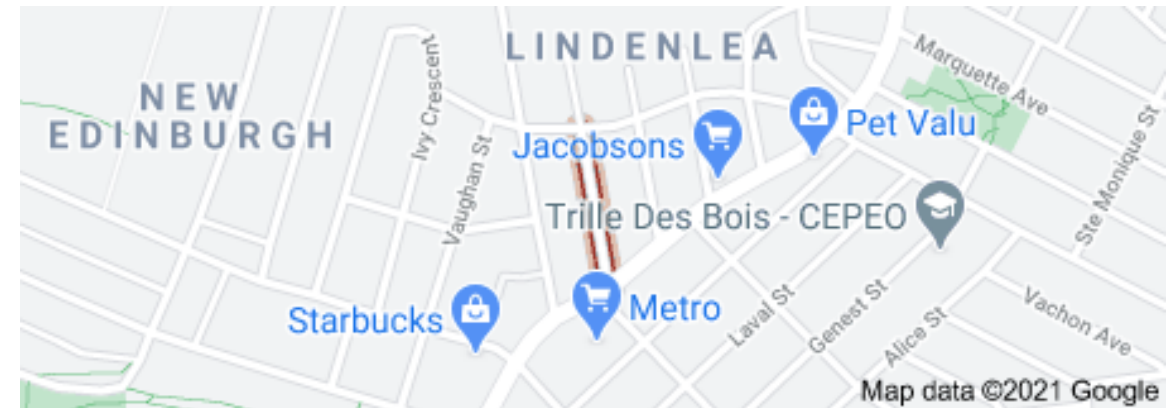 LINDENLEA
NEW
EDINBURGH
Ivy Crescent
Vaughan St
Marquette Ave
Pet Valu
Jacobsons
Ste Monique St
Trille Des Bois - CEPEO
Starbucks
Metro
Laval St
Genest St
Alice St
Vachon Ave
Map data ©2021 Google